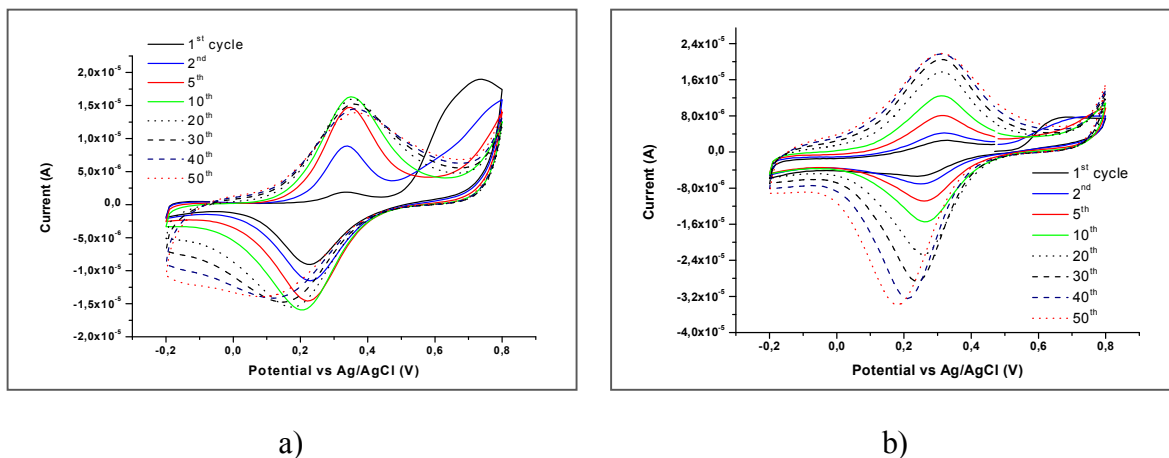 1st cycle
2nd
5th
10th
20th
30th
40th
50th
2,0x10-5
1,5x10-5
1,0x10-5
5,0x10-6
0,0
-5,0x10-6
-1,0x10-5
-1,5x10-5
-2,0x10-5
Current (A)
-0,2 0,0 0,2 0,4 0,6 0,8
Potential vs Ag/AgCl (V)
a)
2,4x10-5
1,6x10-5
8,0x10-6
0,0
-8,0x10-6
-1,6x10-5
-2,4x10-5
-3,2x10-5
-4,0x10-5
Current (A)
1st cycle
2nd
5th
10th
20th
30th
40th
50th
-0,2 0,0 0,2 0,4 0,6 0,8
Potential vs Ag/AgCl (V)
b)